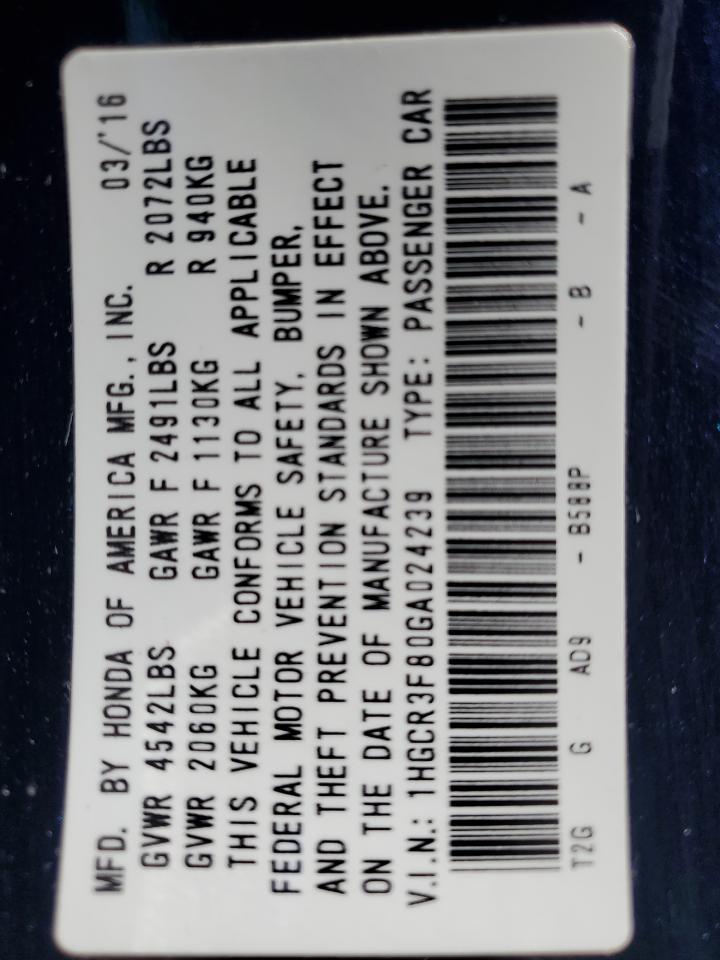 MFD. BY HONDA OF AMERICA MFG., INC. 03/'16
GVWR 4542LBS GAWR F 2491LBS R 2072LBS
GVWR 2060KG GAWR F 1130KG R 940KG
THIS VEHICLE CONFORMS TO ALL APPLICABLE
FEDERAL MOTOR VEHICLE SAFETY, BUMPER,
AND THEFT PREVENTION STANDARDS IN EFFECT
ON THE DATE OF MANUFACTURE SHOWN ABOVE.
V.I.N.: 1HGCR3F80GA024239 TYPE: PASSENGER CAR
T2G G AD9 - B588P - B - A